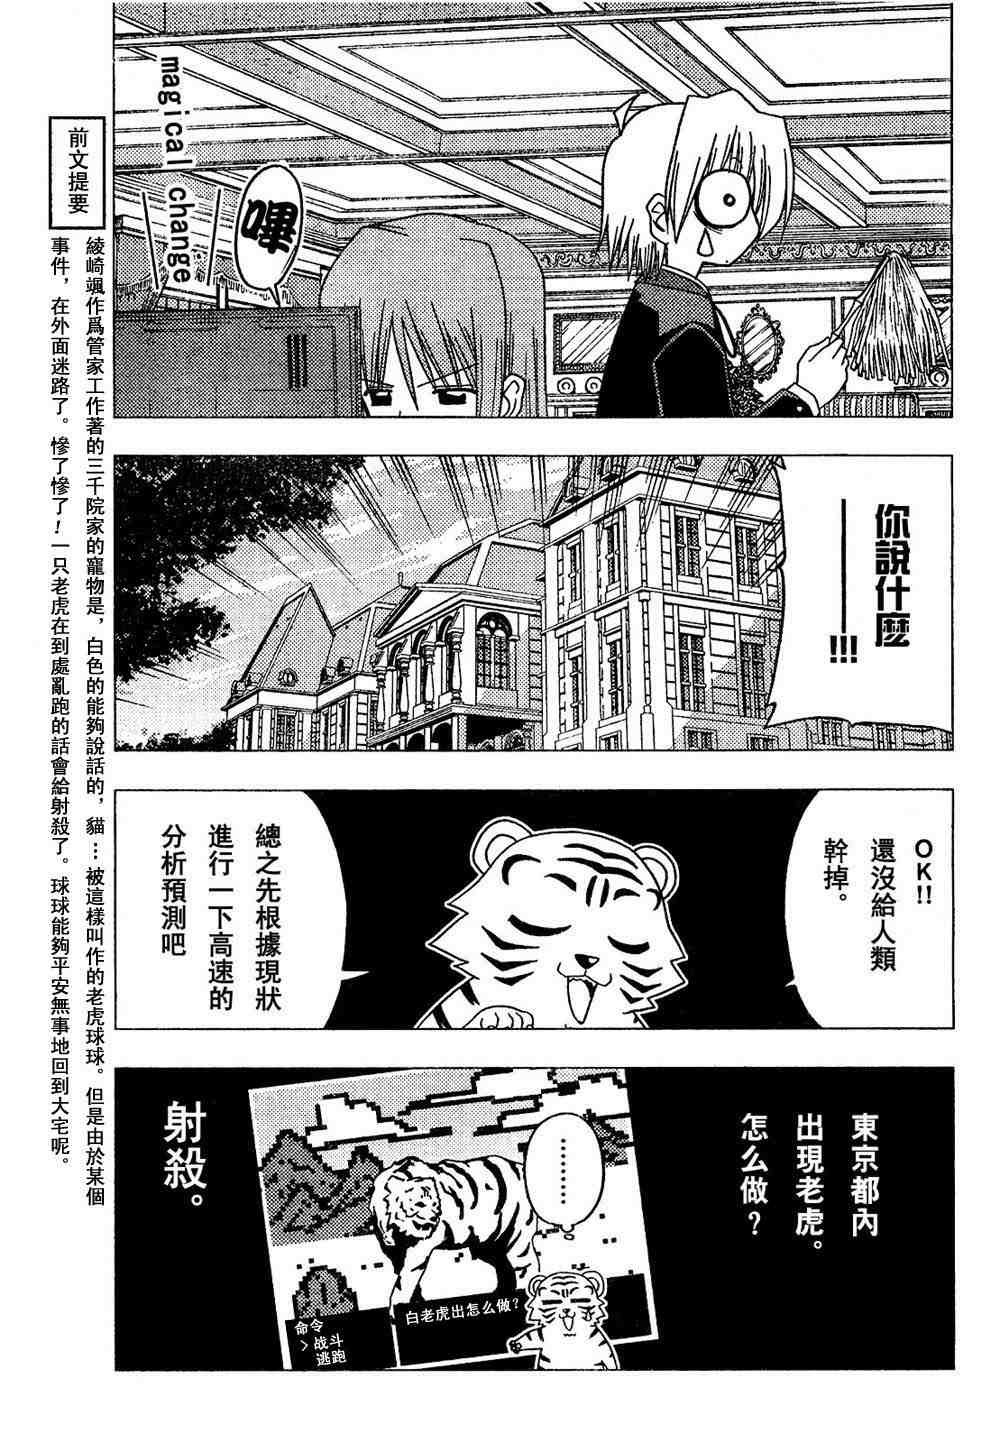 前文提要
綾崎颯作爲管家工作著的三千院家的寵物是，白色的能夠說話的，貓…被這樣叫作的老虎球球。但是由於某個
事件，在外面迷路了。慘了慘了！一只老虎在到處亂跑的話會給射殺了。球球能夠平安無事地回到大宅呢。
嗶
magical change
你說什麼
———!!!
OK!!
還沒給人類
幹掉。
總之先根據現狀
進行一下高速的
分析預測吧
東京都內
出現老虎。
怎么做？
…………
白老虎出怎么做？
命令
>战斗
逃跑
射殺。